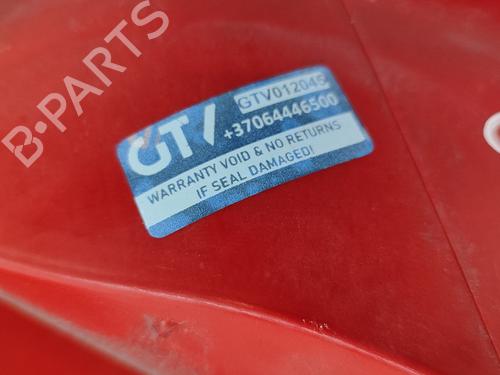 B-PARTS
GTV
GTV012045
+37064446500
WARRANTY VOID & NO RETURNS
IF SEAL DAMAGED!